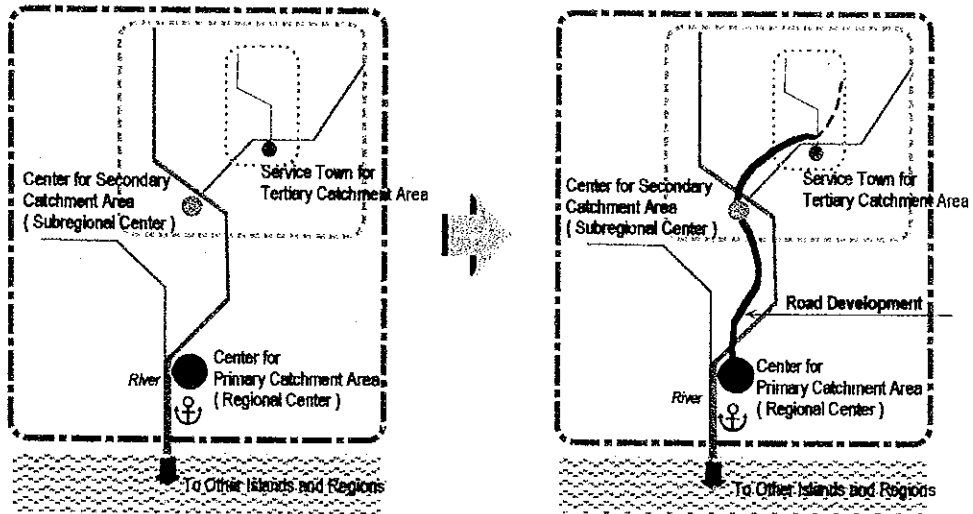 Center for Secondary
Catchment Area
( Subregional Center )
Service Town for
Tertiary Catchment Area
River
Center for
Primary Catchment Area
( Regional Center )
To Other Islands and Regions
Center for Secondary
Catchment Area
( Subregional Center )
Service Town for
Tertiary Catchment Area
Road Development
River
Center for
Primary Catchment Area
( Regional Center )
To Other Islands and Regions